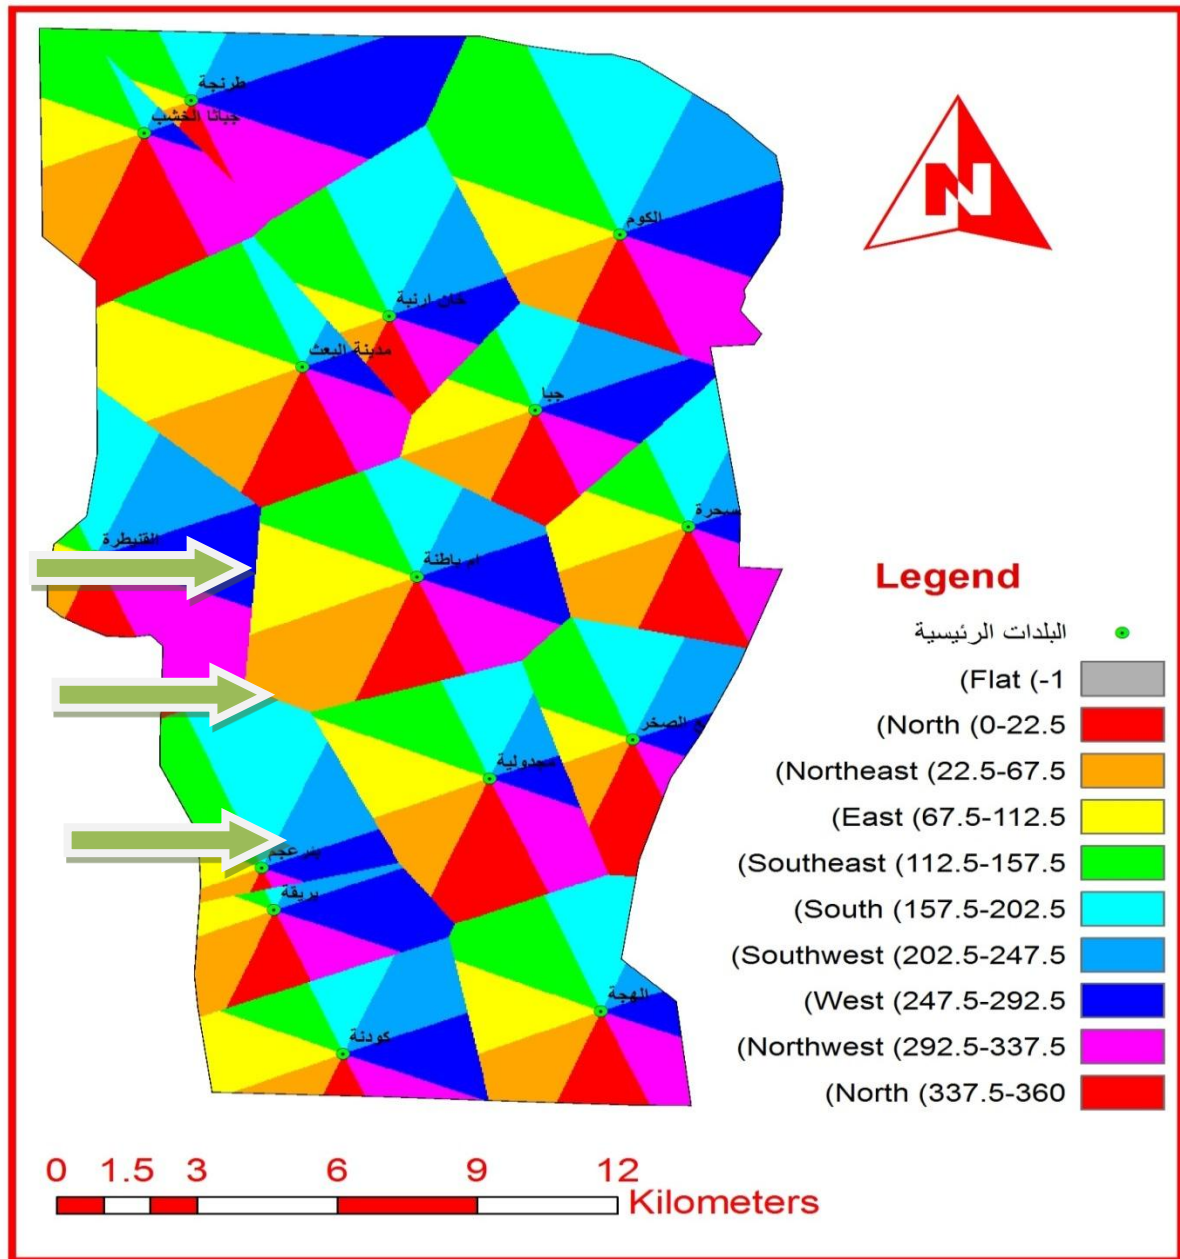 طرنجة
جباثا الخشب
N
الكوم
خان ارنبة
مدينة البعث
جبا
القنيطرة
ام باطنة
Legend
البلدات الرئيسية
(Flat (-1
(North (0-22.5
(Northeast (22.5-67.5
(East (67.5-112.5
(Southeast (112.5-157.5
(South (157.5-202.5
(Southwest (202.5-247.5
(West (247.5-292.5
(Northwest (292.5-337.5
(North (337.5-360
الصخر
مجدولية
بئر عجم
بريقة
الهجة
كودنة
0 1.5 3 6 9 12
Kilometers